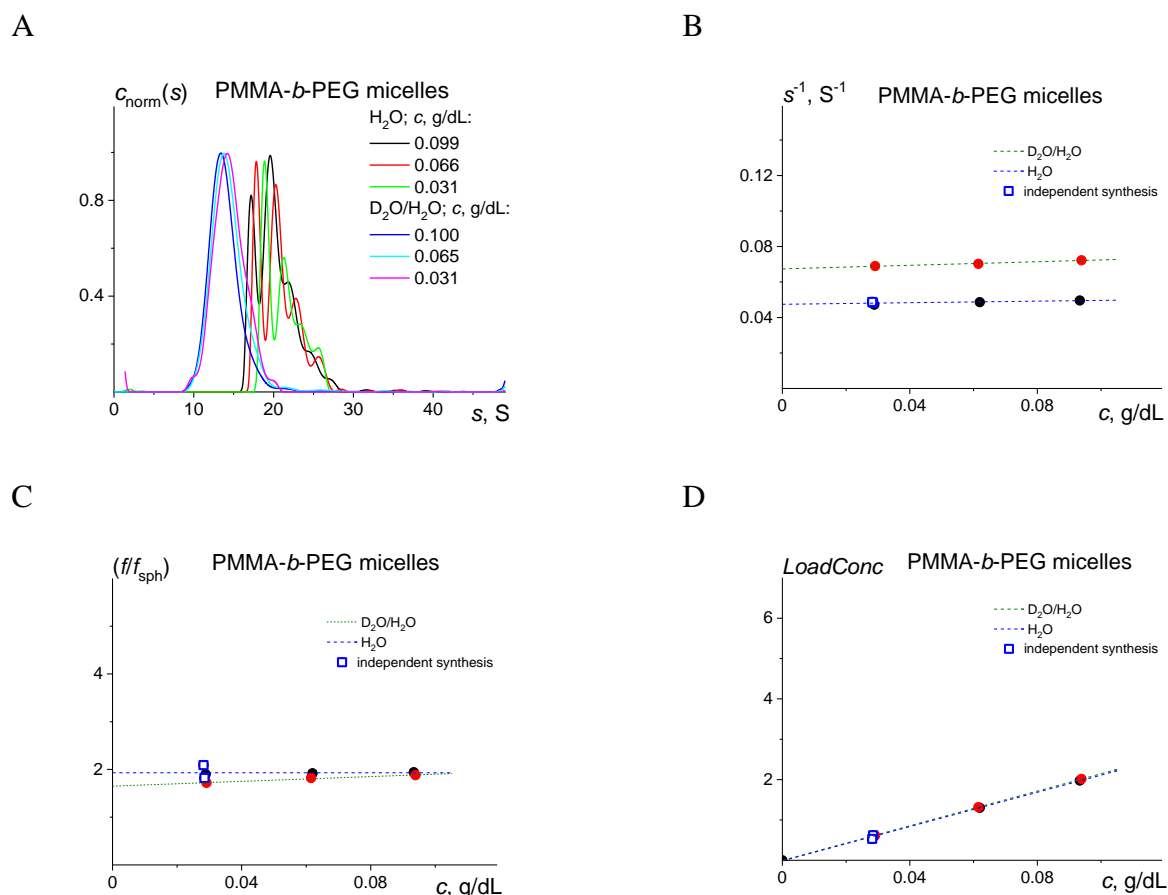 A
c_norm(s) PMMA-b-PEG micelles
H₂O; c, g/dL:
0.099
0.066
0.031
D₂O/H₂O; c, g/dL:
0.100
0.065
0.031
0.8
0.4
0 10 20 30 40
s, S
B
s⁻¹, S⁻¹ PMMA-b-PEG micelles
D₂O/H₂O
H₂O
independent synthesis
0.12
0.08
0.04
0 0.04 0.08
c, g/dL
C
(f/f_sph) PMMA-b-PEG micelles
D₂O/H₂O
H₂O
independent synthesis
4
2
0 0.04 0.08
c, g/dL
D
LoadConc PMMA-b-PEG micelles
D₂O/H₂O
H₂O
independent synthesis
6
4
2
0 0.04 0.08
c, g/dL